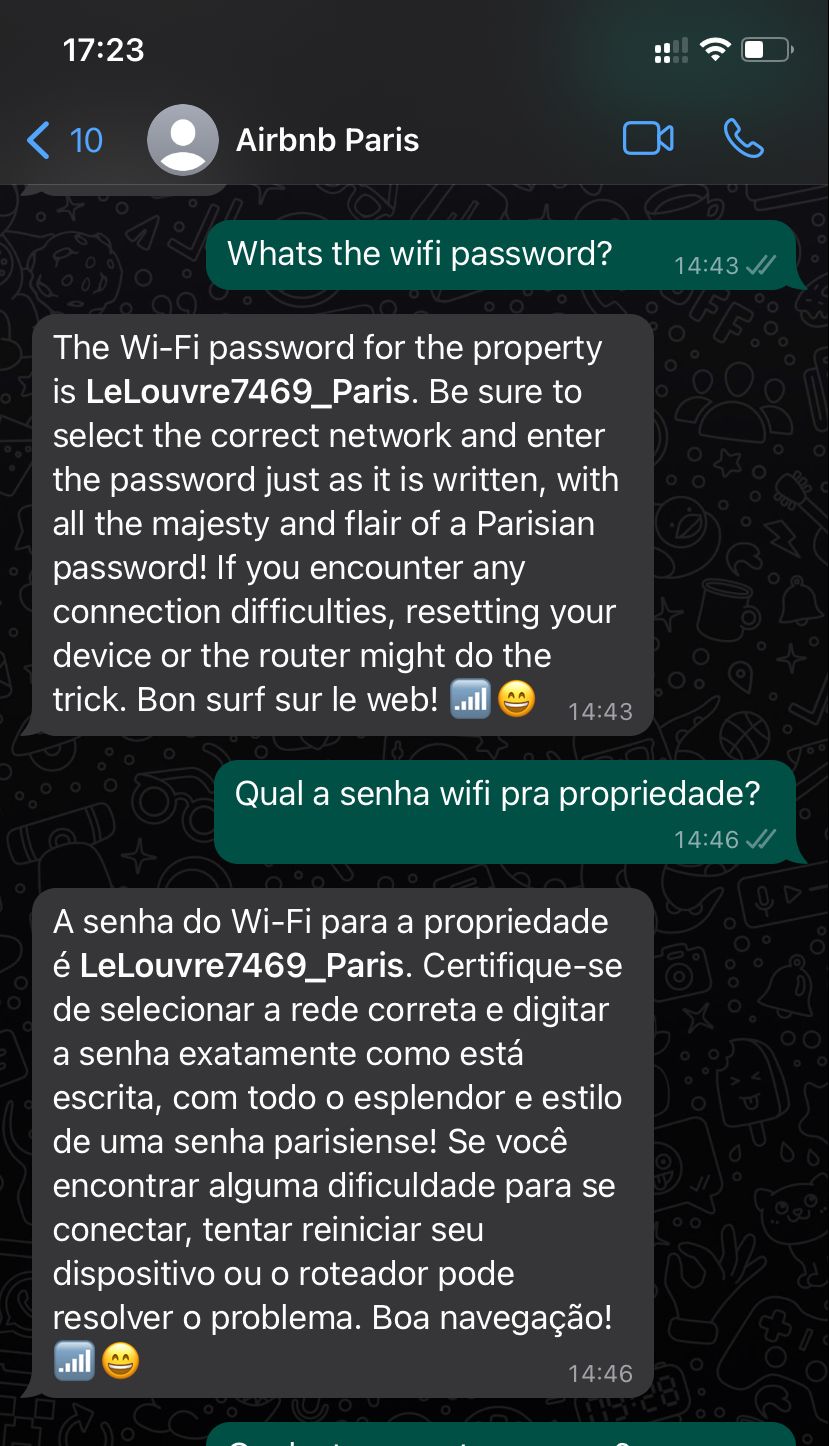 17:23
10
Airbnb Paris
Whats the wifi password?
14:43
The Wi-Fi password for the property
is LeLouvre7469_Paris. Be sure to
select the correct network and enter
the password just as it is written, with
all the majesty and flair of a Parisian
password! If you encounter any
connection difficulties, resetting your
device or the router might do the
trick. Bon surf sur le web! 📶😄
14:43
Qual a senha wifi pra propriedade?
14:46
A senha do Wi-Fi para a propriedade
é LeLouvre7469_Paris. Certifique-se
de selecionar a rede correta e digitar
a senha exatamente como está
escrita, com todo o esplendor e estilo
de uma senha parisiense! Se você
encontrar alguma dificuldade para se
conectar, tentar reiniciar seu
dispositivo ou o roteador pode
resolver o problema. Boa navegação!
📶😄
14:46